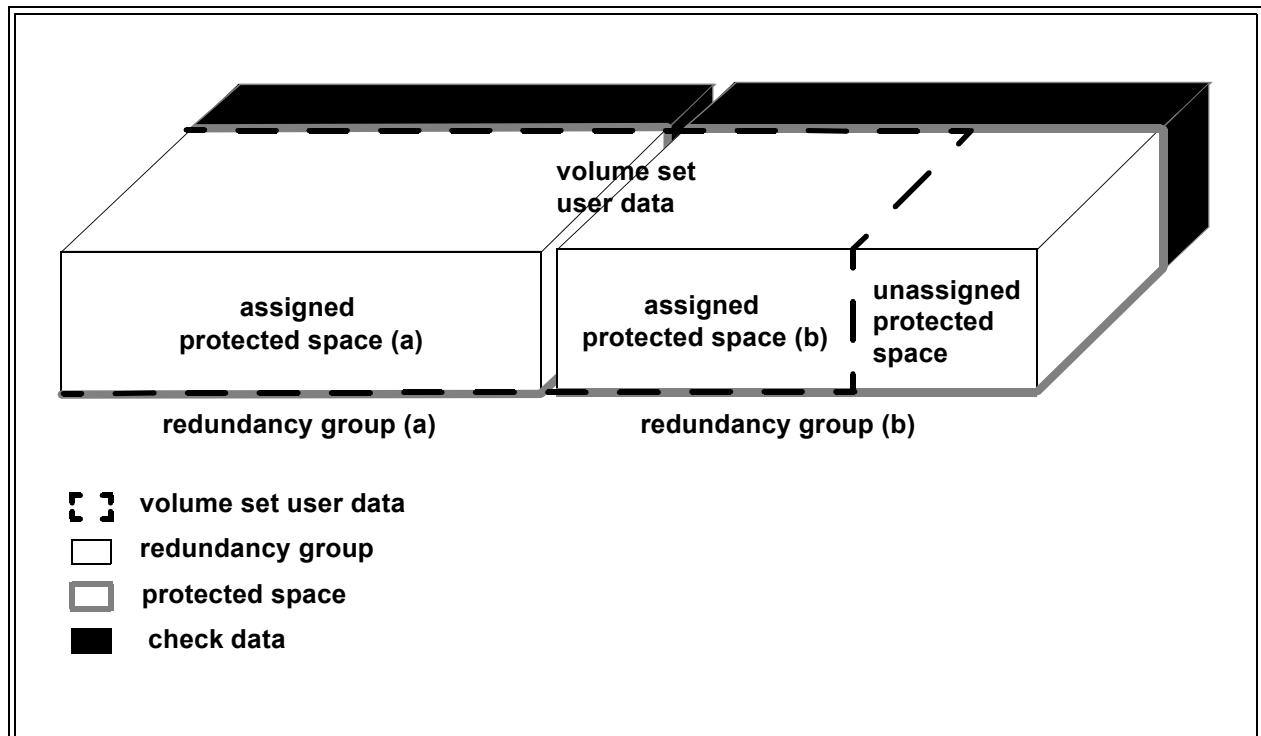 volume set
user data
assigned
protected space (a)
assigned
protected space (b)
unassigned
protected
space
redundancy group (a)
redundancy group (b)
volume set user data
redundancy group
protected space
check data